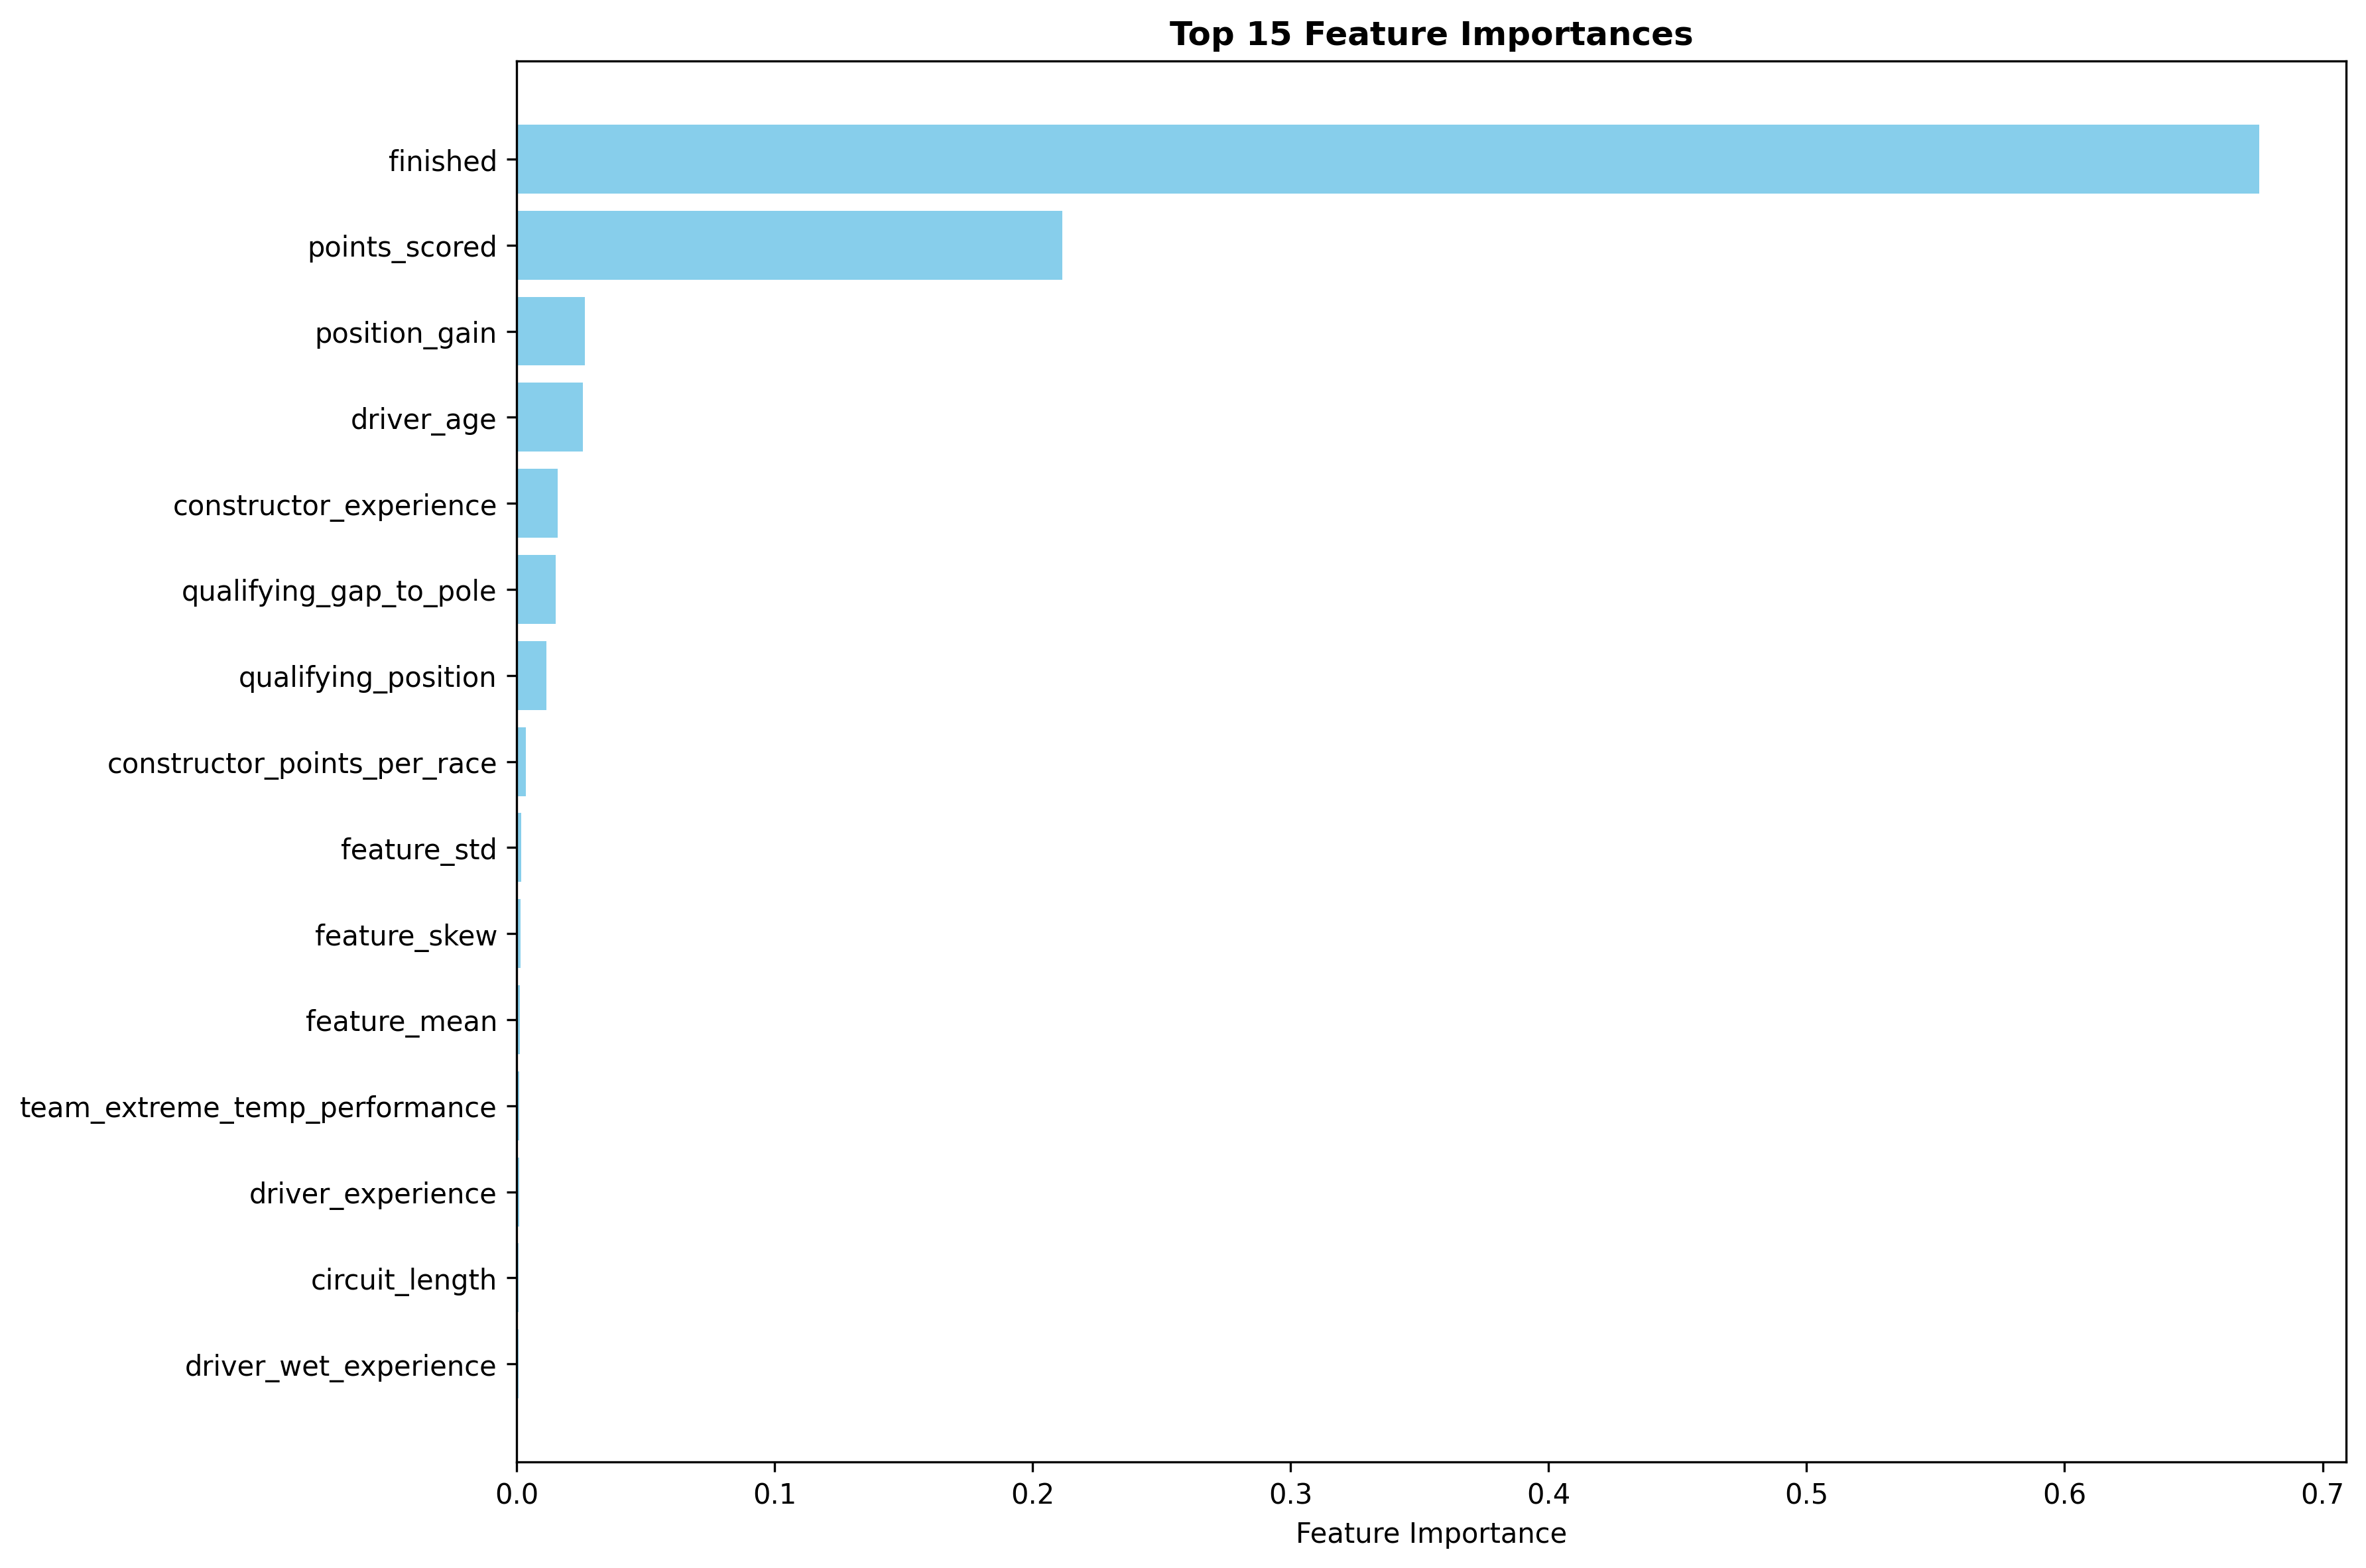 Top 15 Feature Importances
finished
points_scored
position_gain
driver_age
constructor_experience
qualifying_gap_to_pole
qualifying_position
constructor_points_per_race
feature_std
feature_skew
feature_mean
team_extreme_temp_performance
driver_experience
circuit_length
driver_wet_experience
0.0 0.1 0.2 0.3 0.4 0.5 0.6 0.7
Feature Importance